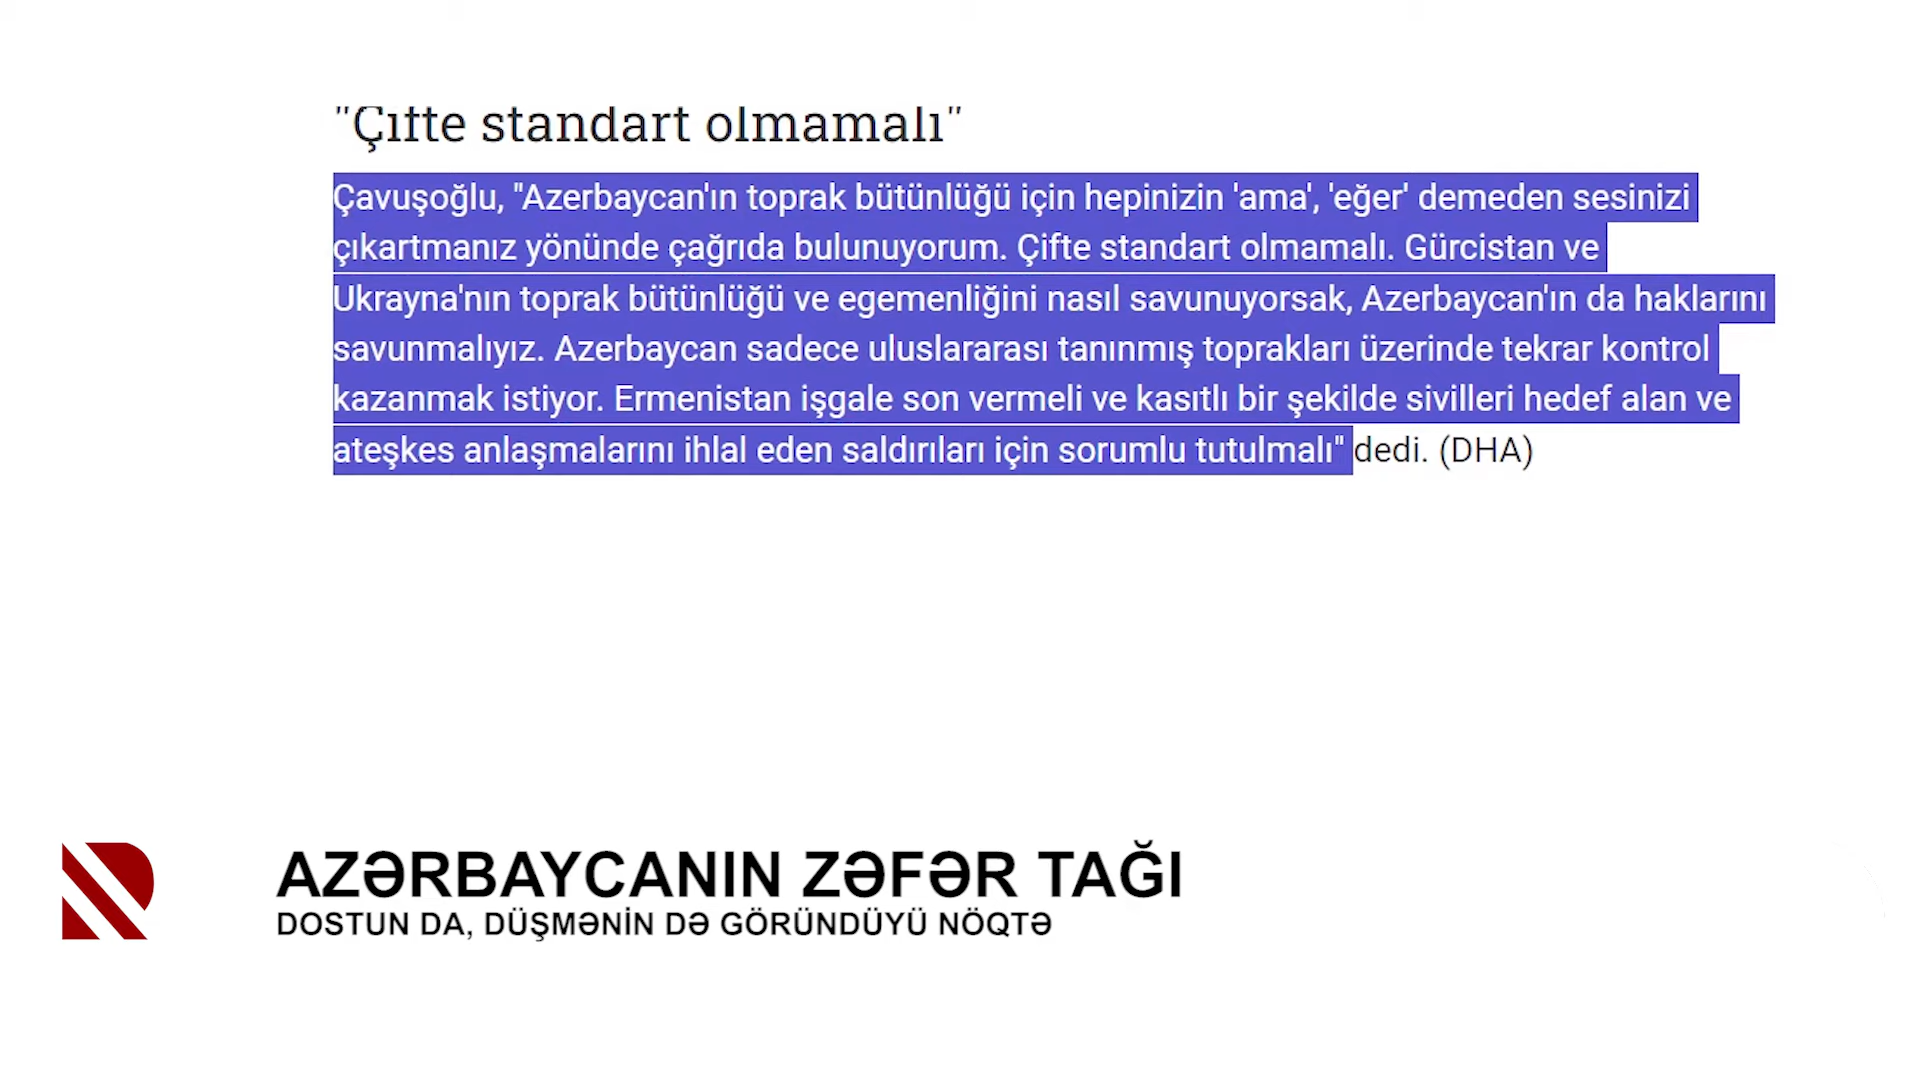 "Çifte standart olmamalı"
Çavuşoğlu, "Azerbaycan'ın toprak bütünlüğü için hepinizin 'ama', 'eğer' demeden sesinizi
çıkartmanız yönünde çağrıda bulunuyorum. Çifte standart olmamalı. Gürcistan ve
Ukrayna'nın toprak bütünlüğü ve egemenliğini nasıl savunuyorsak, Azerbaycan'ın da haklarını
savunmalıyız. Azerbaycan sadece uluslararası tanınmış toprakları üzerinde tekrar kontrol
kazanmak istiyor. Ermenistan işgale son vermeli ve kasıtlı bir şekilde sivilleri hedef alan ve
ateşkes anlaşmalarını ihlal eden saldırıları için sorumlu tutulmalı" dedi. (DHA)
AZƏRBAYCANIN ZƏFƏR TAĞI
DOSTUN DA, DÜŞMƏNİN DƏ GÖRÜNDÜYÜ NÖQTƏ